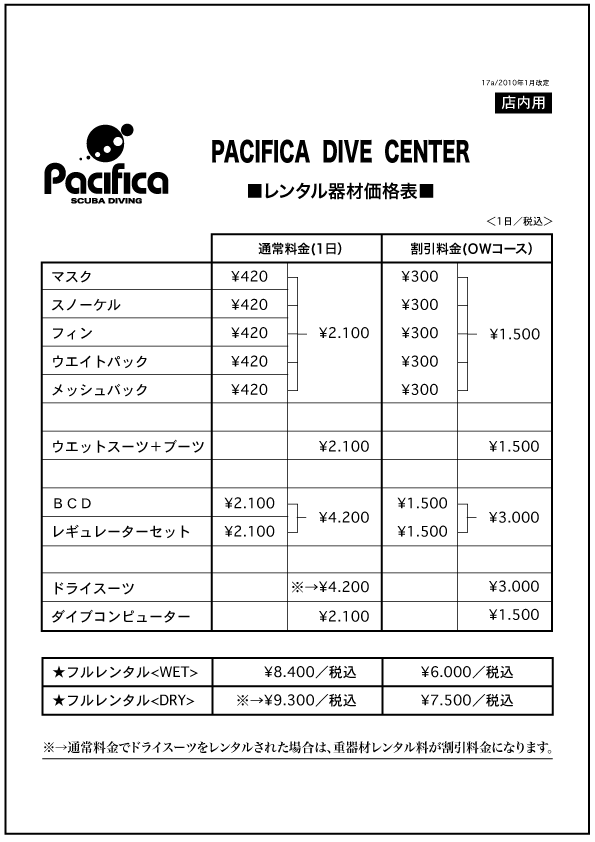 17a/2010年1月改定
店内用
Pacifica
SCUBA DIVING
PACIFICA DIVE CENTER
■レンタル器材価格表■
＜1日／税込＞
通常料金(1日) 割引料金(OWコース)
マスク ¥420 ¥300
スノーケル ¥420 ¥300
フィン ¥420 ¥2.100 ¥300 ¥1.500
ウエイトパック ¥420 ¥300
メッシュバック ¥420 ¥300
ウエットスーツ＋ブーツ ¥2.100 ¥1.500
ＢＣＤ ¥2.100 ¥1.500
¥4.200 ¥3.000
レギュレーターセット ¥2.100 ¥1.500
ドライスーツ ※→¥4.200 ¥3.000
ダイブコンピューター ¥2.100 ¥1.500
★フルレンタル<WET> ¥8.400／税込 ¥6.000／税込
★フルレンタル<DRY> ※→¥9.300／税込 ¥7.500／税込
※→通常料金でドライスーツをレンタルされた場合は、重器材レンタル料が割引料金になります。